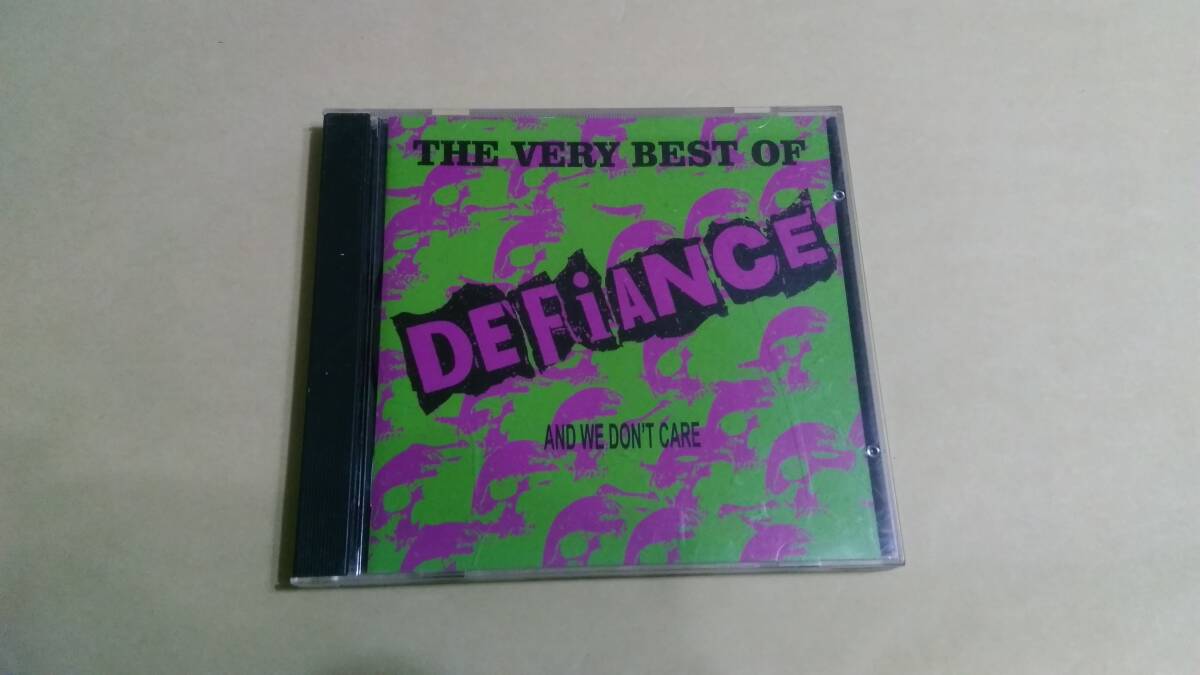 THE VERY BEST OF
DEFiANCE
AND WE DON'T CARE